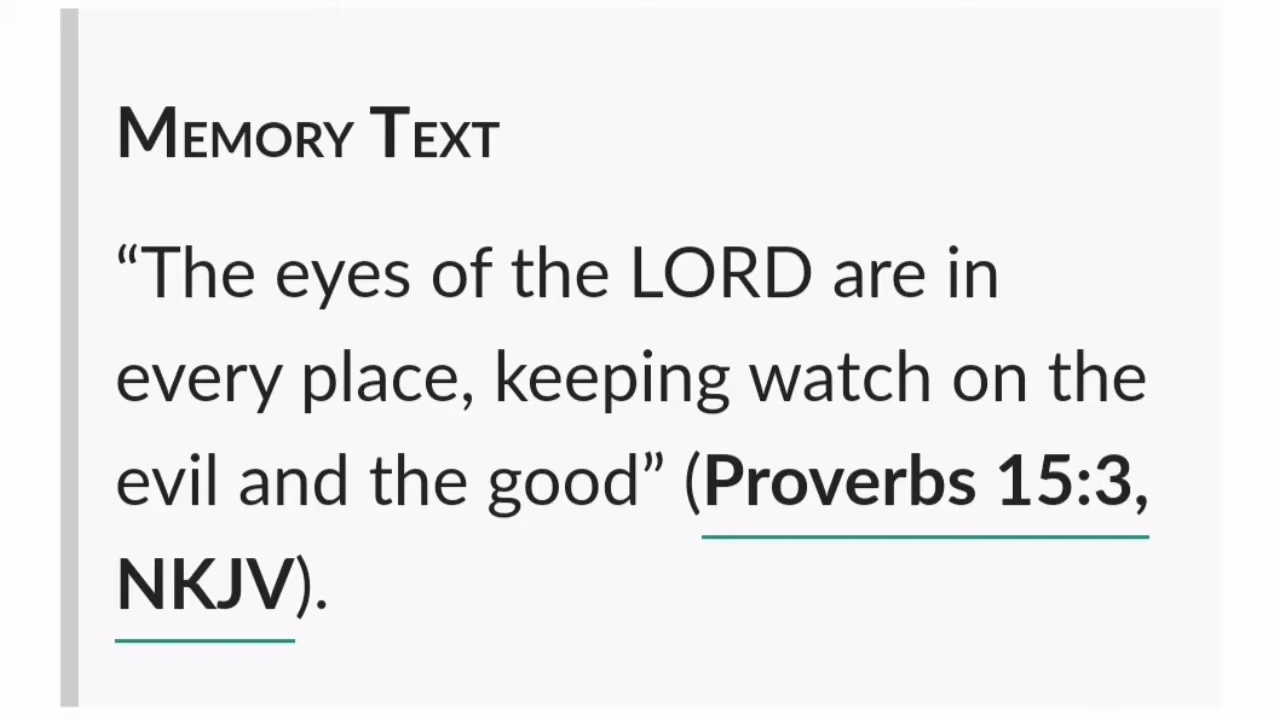 Memory Text
“The eyes of the LORD are in
every place, keeping watch on the
evil and the good” (Proverbs 15:3,
NKJV).